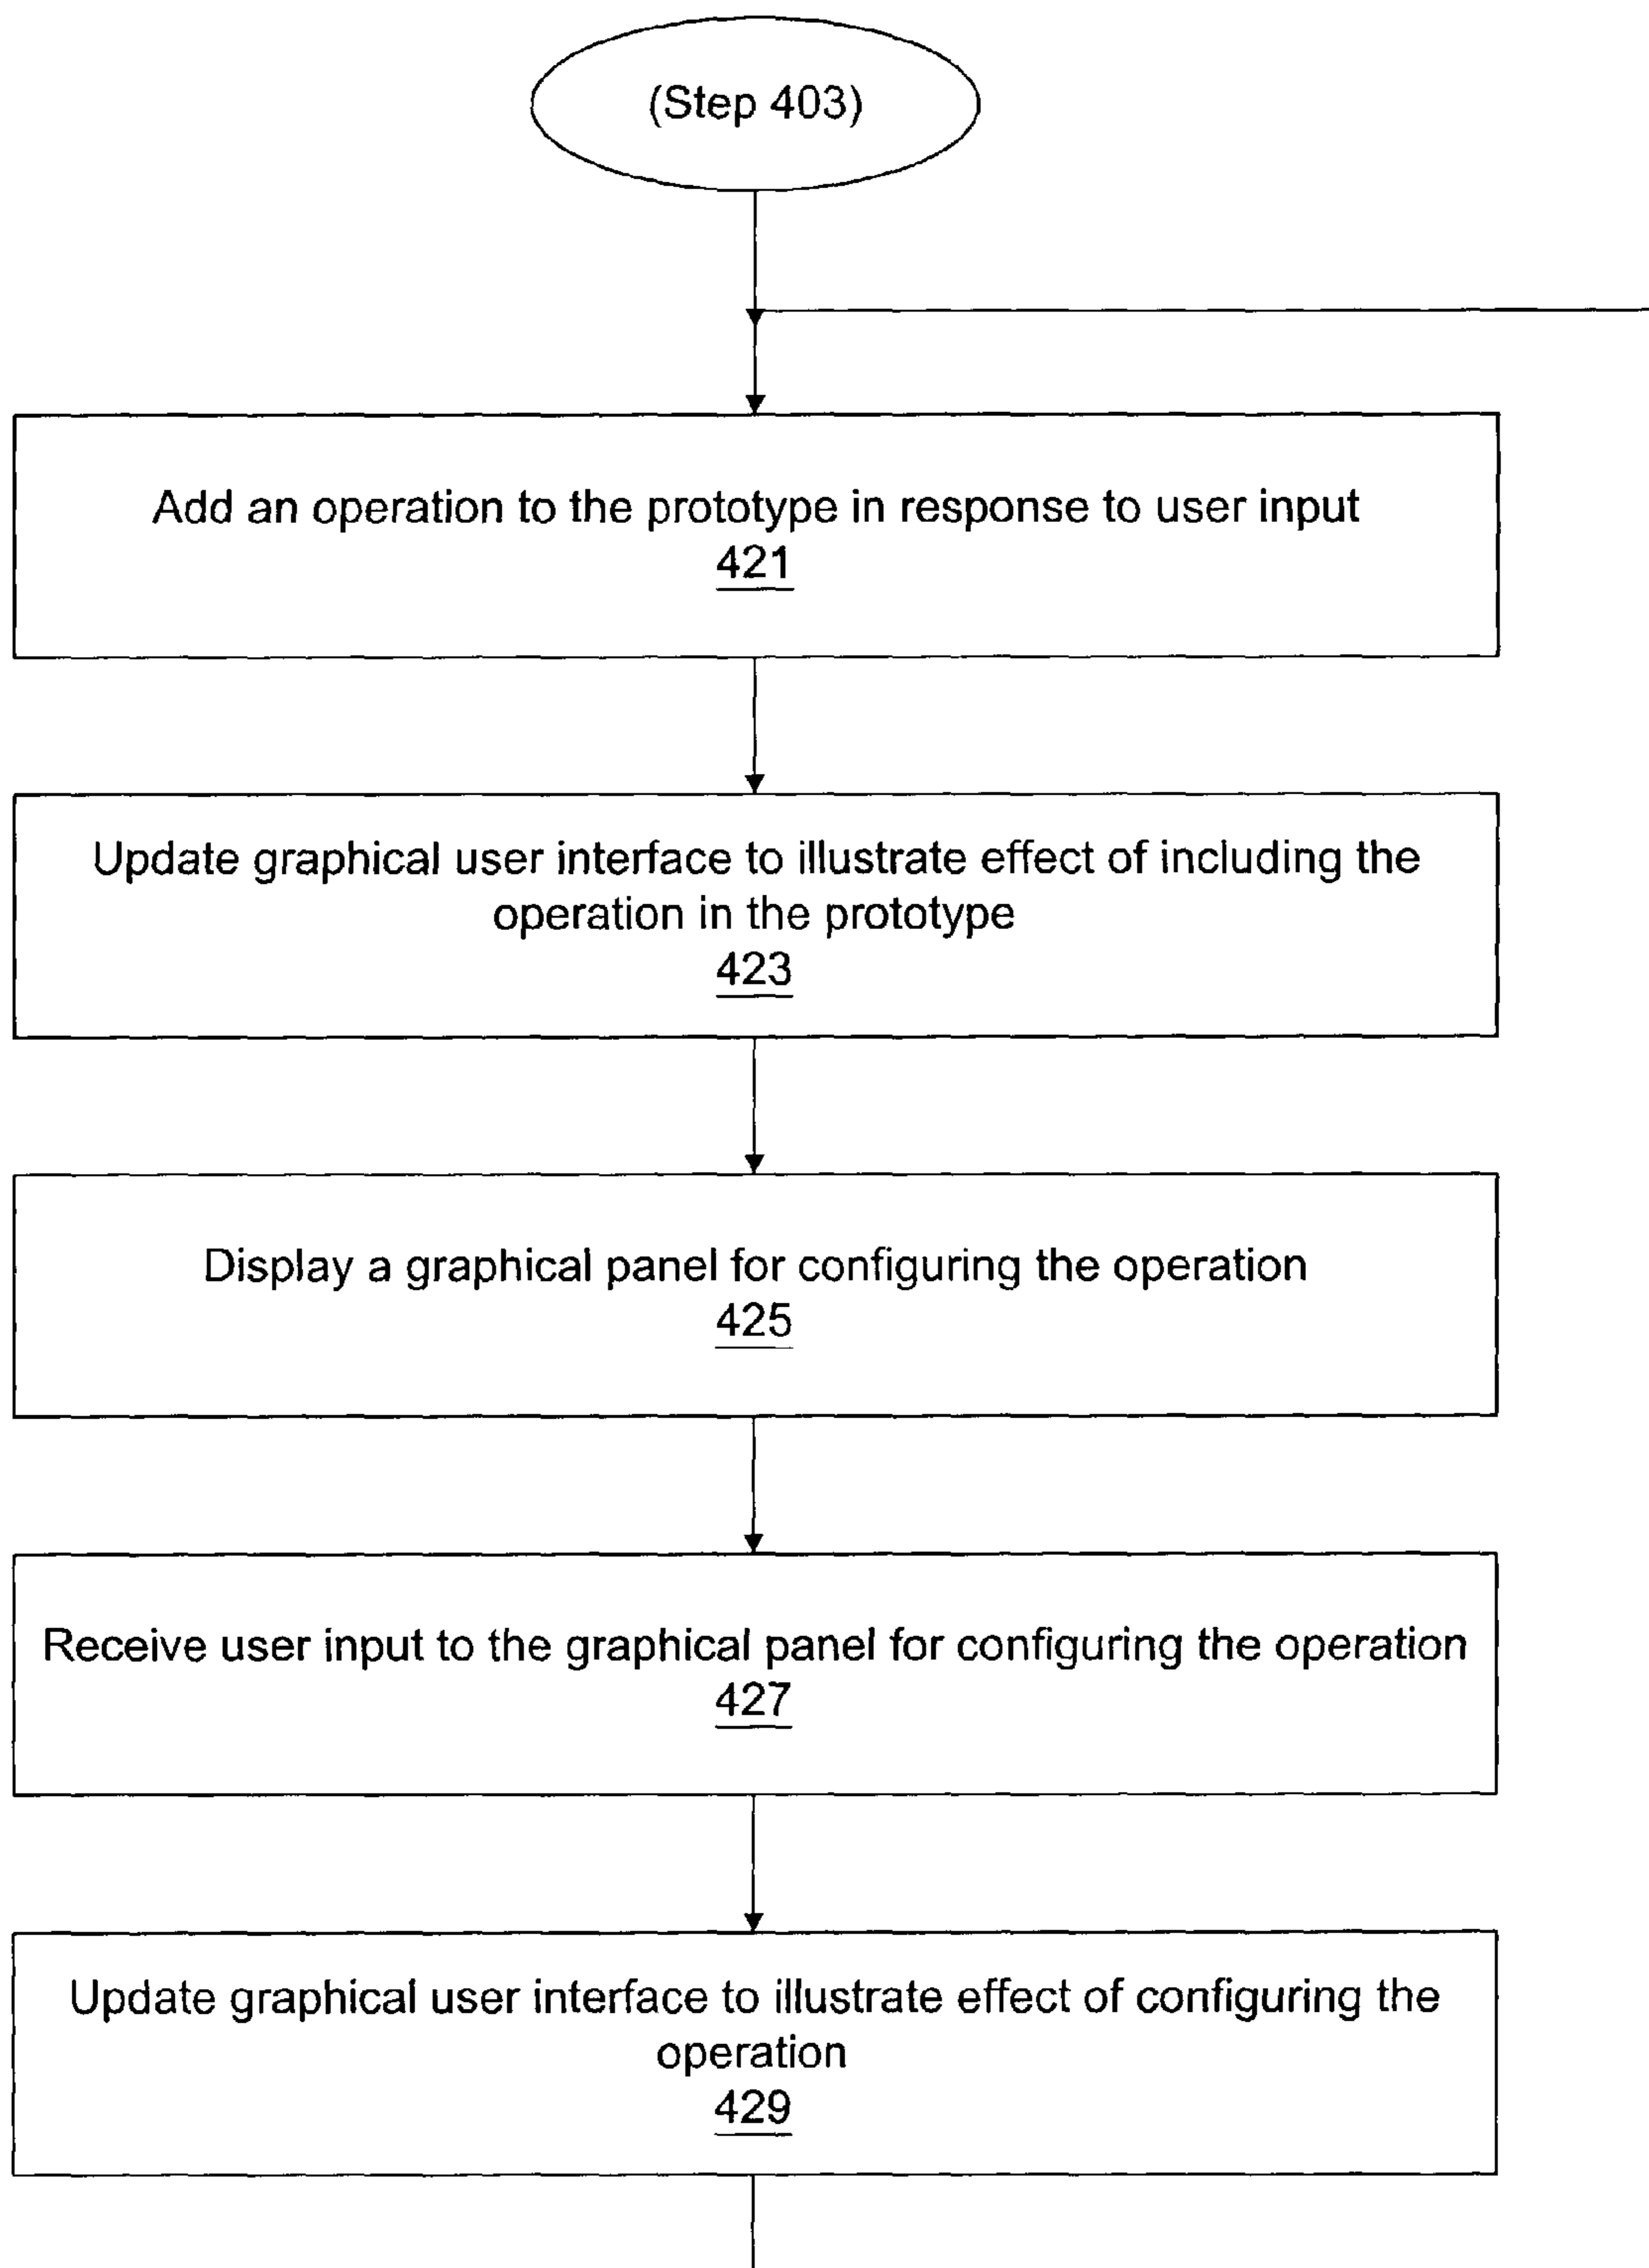 (Step 403)
Add an operation to the prototype in response to user input
421
Update graphical user interface to illustrate effect of including the
operation in the prototype
423
Display a graphical panel for configuring the operation
425
Receive user input to the graphical panel for configuring the operation
427
Update graphical user interface to illustrate effect of configuring the
operation
429